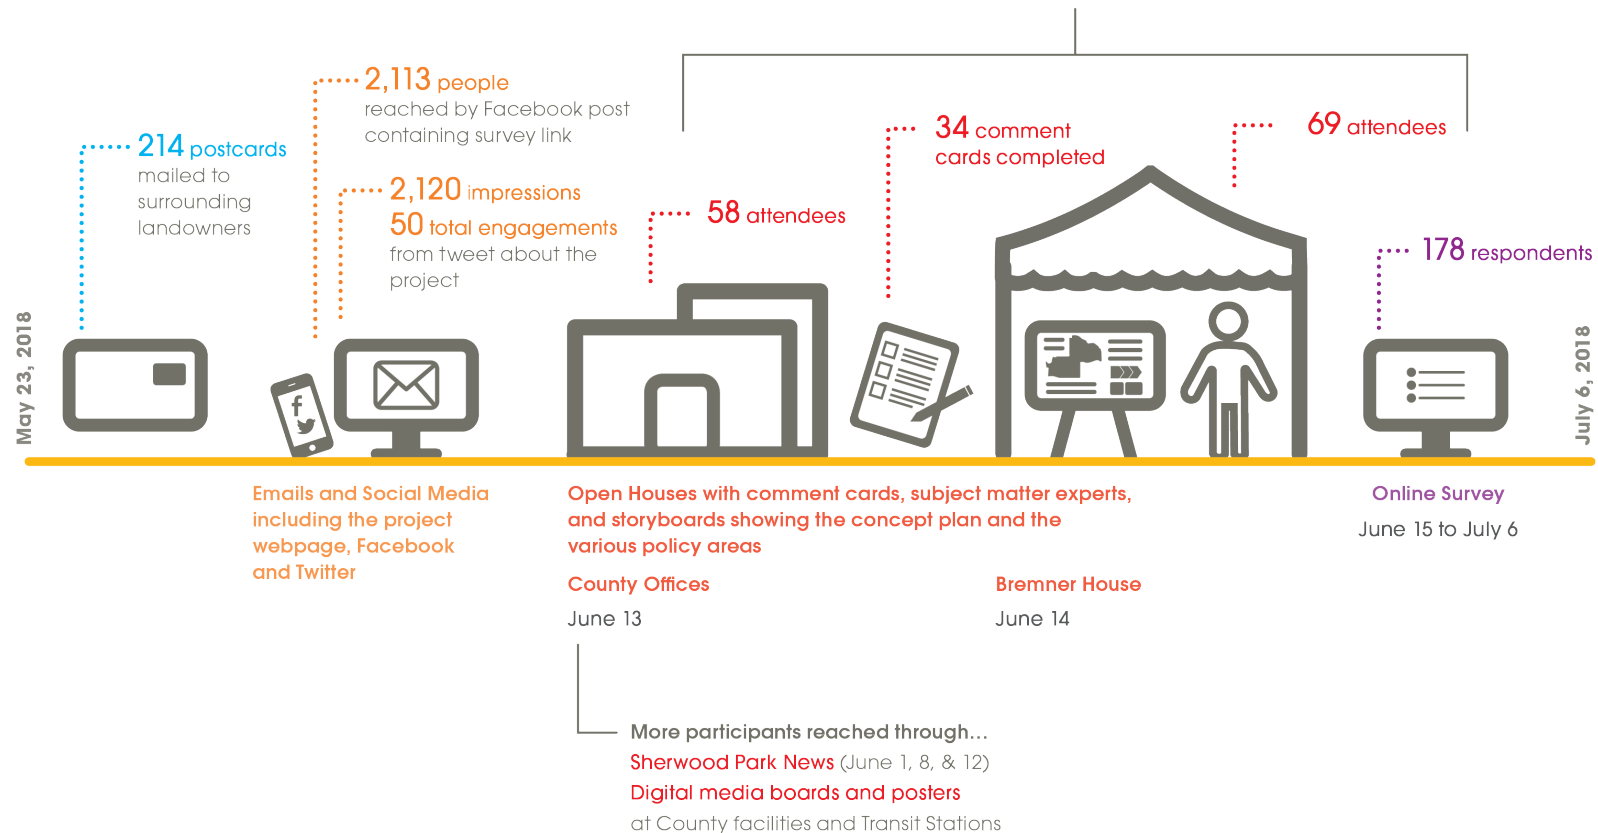 May 23, 2018
214 postcards
mailed to
surrounding
landowners
2,113 people
reached by Facebook post
containing survey link
2,120 impressions
50 total engagements
from tweet about the
project
58 attendees
34 comment
cards completed
69 attendees
178 respondents
July 6, 2018
Emails and Social Media
including the project
webpage, Facebook
and Twitter
Open Houses with comment cards, subject matter experts,
and storyboards showing the concept plan and the
various policy areas
County Offices
June 13
Bremner House
June 14
Online Survey
June 15 to July 6
More participants reached through...
Sherwood Park News (June 1, 8, & 12)
Digital media boards and posters
at County facilities and Transit Stations